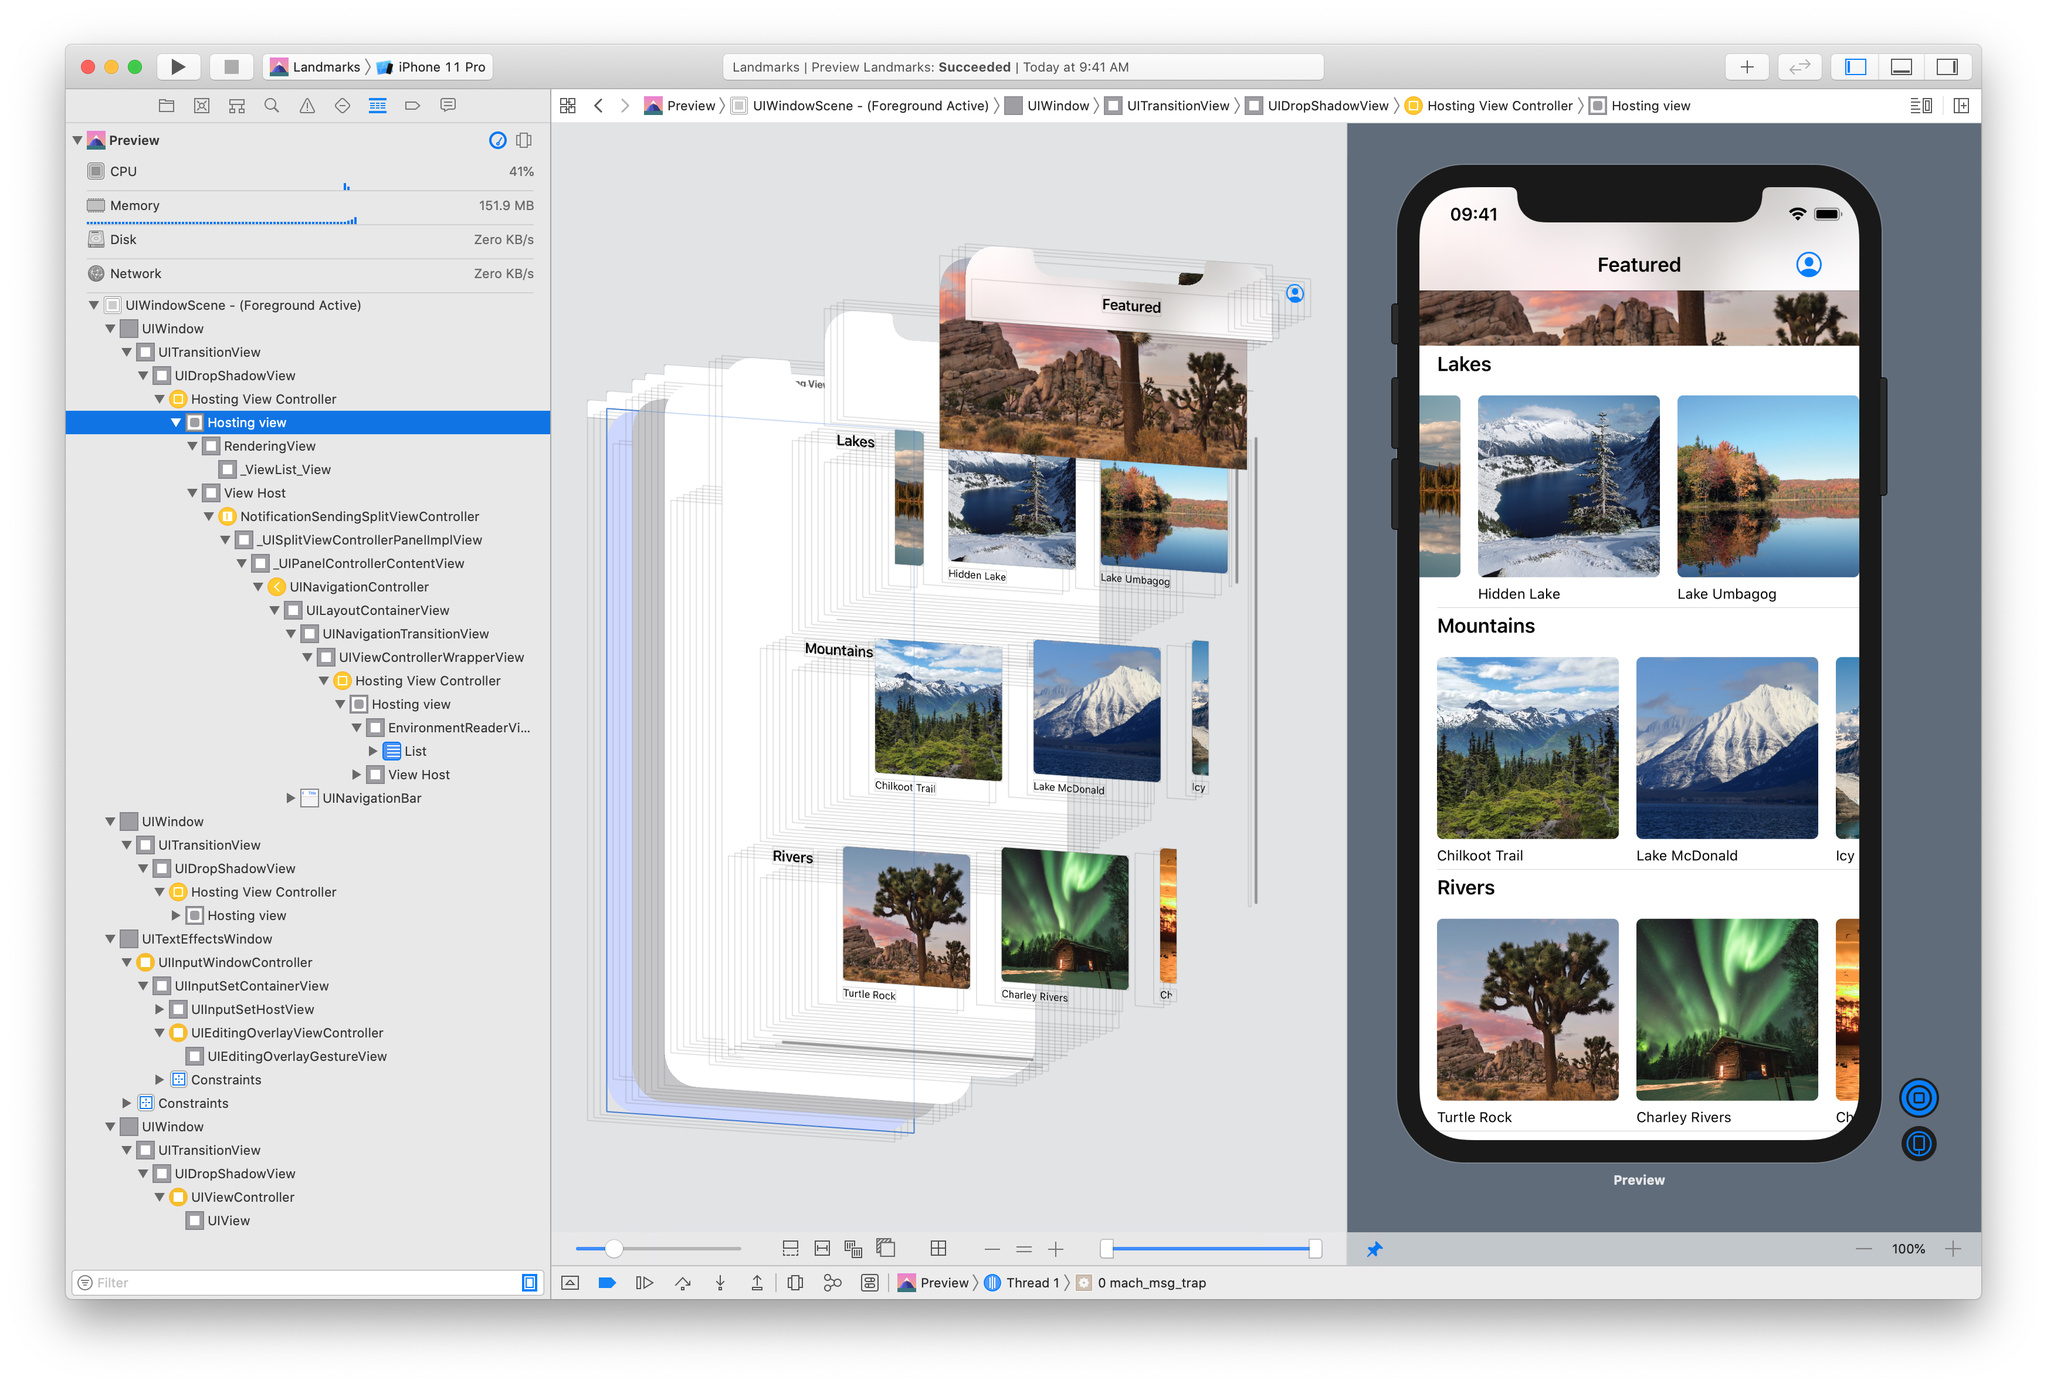 Landmarks 〉 iPhone 11 Pro
Landmarks | Preview Landmarks: Succeeded | Today at 9:41 AM
Preview 〉 UIWindowScene - (Foreground Active) 〉 UIWindow 〉 UITransitionView 〉 UIDropShadowView 〉 Hosting View Controller 〉 Hosting view
Preview
CPU 41%
Memory 151.9 MB
Disk Zero KB/s
Network Zero KB/s
UIWindowScene - (Foreground Active)
UIWindow
UITransitionView
UIDropShadowView
Hosting View Controller
Hosting view
RenderingView
_ViewList_View
View Host
NotificationSendingSplitViewController
_UISplitViewControllerPanelImplView
_UIPanelControllerContentView
UINavigationController
UILayoutContainerView
UINavigationTransitionView
UIViewControllerWrapperView
Hosting View Controller
Hosting view
EnvironmentReaderVi...
List
View Host
UINavigationBar
UIWindow
UITransitionView
UIDropShadowView
Hosting View Controller
Hosting view
UITextEffectsWindow
UIInputWindowController
UIInputSetContainerView
UIInputSetHostView
UIEditingOverlayViewController
UIEditingOverlayGestureView
Constraints
Constraints
UIWindow
UITransitionView
UIDropShadowView
UIViewController
UIView
Filter
Featured
ng View
Lakes
Hidden Lake
Lake Umbagog
Mountains
Chilkoot Trail
Lake McDonald
Icy
Rivers
Turtle Rock
Charley Rivers
Ch
09:41
Featured
Lakes
Hidden Lake
Lake Umbagog
Mountains
Chilkoot Trail
Lake McDonald
Icy
Rivers
Turtle Rock
Charley Rivers
Ch
Preview
100%
Preview 〉 Thread 1 〉 0 mach_msg_trap